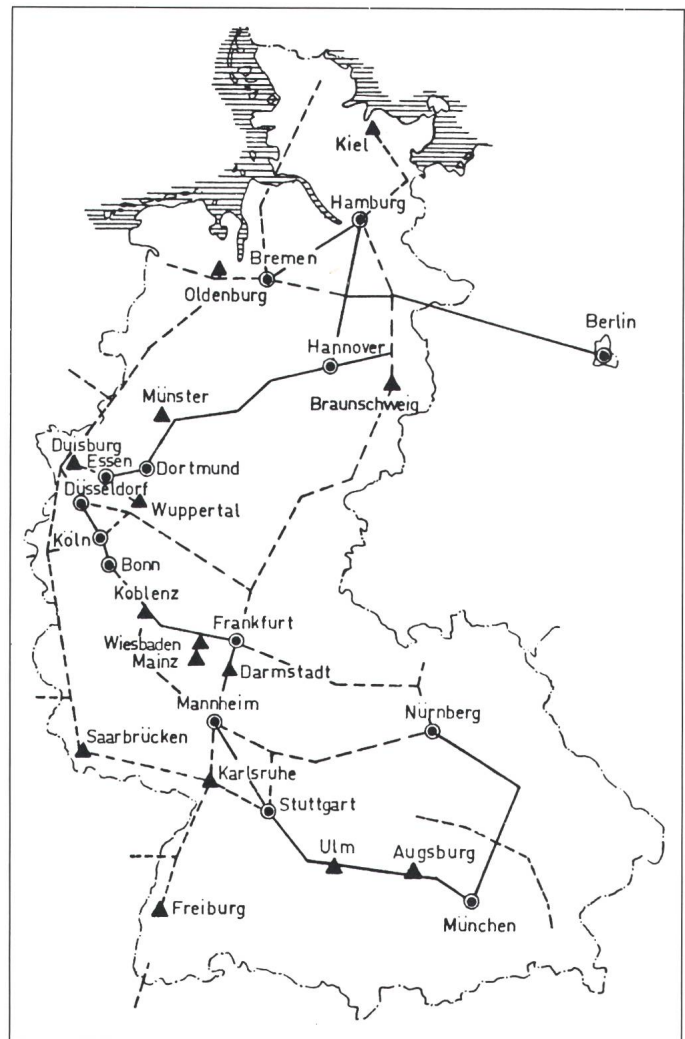 Kiel
Hamburg
Bremen
Oldenburg
Berlin
Hannover
Münster
Braunschweig
Duisburg
Essen
Dortmund
Düsseldorf
Wuppertal
Köln
Bonn
Koblenz
Frankfurt
Wiesbaden
Mainz
Darmstadt
Mannheim
Nürnberg
Saarbrücken
Karlsruhe
Stuttgart
Ulm
Augsburg
Freiburg
München